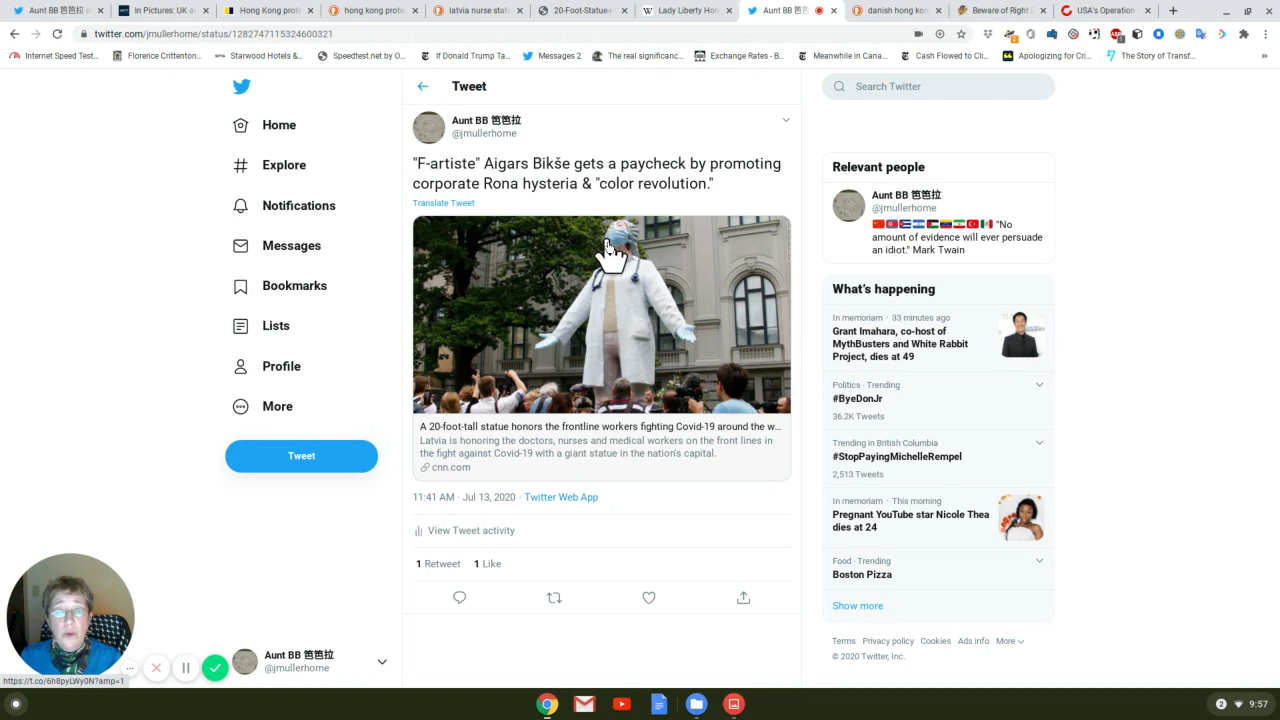 Aunt BB 芭芭
In Pictures: UK a
Hong Kong prot
hong kong prote
latvia nurse stat
20-Foot-Statue-i
Lady Liberty Hon
Aunt BB 芭
danish hong kon
Beware of Right D
USA's Operation
twitter.com/jmullerhome/status/1282747115324600321
Internet Speed Test...
Florence Crittenton...
Starwood Hotels &...
Speedtest.net by O...
If Donald Trump Ta...
Messages 2
The real significanc...
Exchange Rates - B...
Meanwhile in Cana...
Cash Flowed to Cli...
Apologizing for Cri...
The Story of Transf...
Home
Explore
Notifications
Messages
Bookmarks
Lists
Profile
More
Tweet
Aunt BB 芭芭拉
@jmullerhome
https://t.co/6h8pyLWy0N?amp=1
Tweet
Aunt BB 芭芭拉
@jmullerhome
"F-artiste" Aigars Bikše gets a paycheck by promoting
corporate Rona hysteria & "color revolution."
Translate Tweet
A 20-foot-tall statue honors the frontline workers fighting Covid-19 around the w...
Latvia is honoring the doctors, nurses and medical workers on the front lines in
the fight against Covid-19 with a giant statue in the nation's capital.
cnn.com
11:41 AM · Jul 13, 2020 · Twitter Web App
View Tweet activity
1 Retweet 1 Like
Search Twitter
Relevant people
Aunt BB 芭芭拉
@jmullerhome
"No
amount of evidence will ever persuade
an idiot." Mark Twain
What's happening
In memoriam · 33 minutes ago
Grant Imahara, co-host of
MythBusters and White Rabbit
Project, dies at 49
Politics · Trending
#ByeDonJr
36.2K Tweets
Trending in British Columbia
#StopPayingMichelleRempel
2,513 Tweets
In memoriam · This morning
Pregnant YouTube star Nicole Thea
dies at 24
Food · Trending
Boston Pizza
Show more
Terms Privacy policy Cookies Ads info More
© 2020 Twitter, Inc.
2 9:57